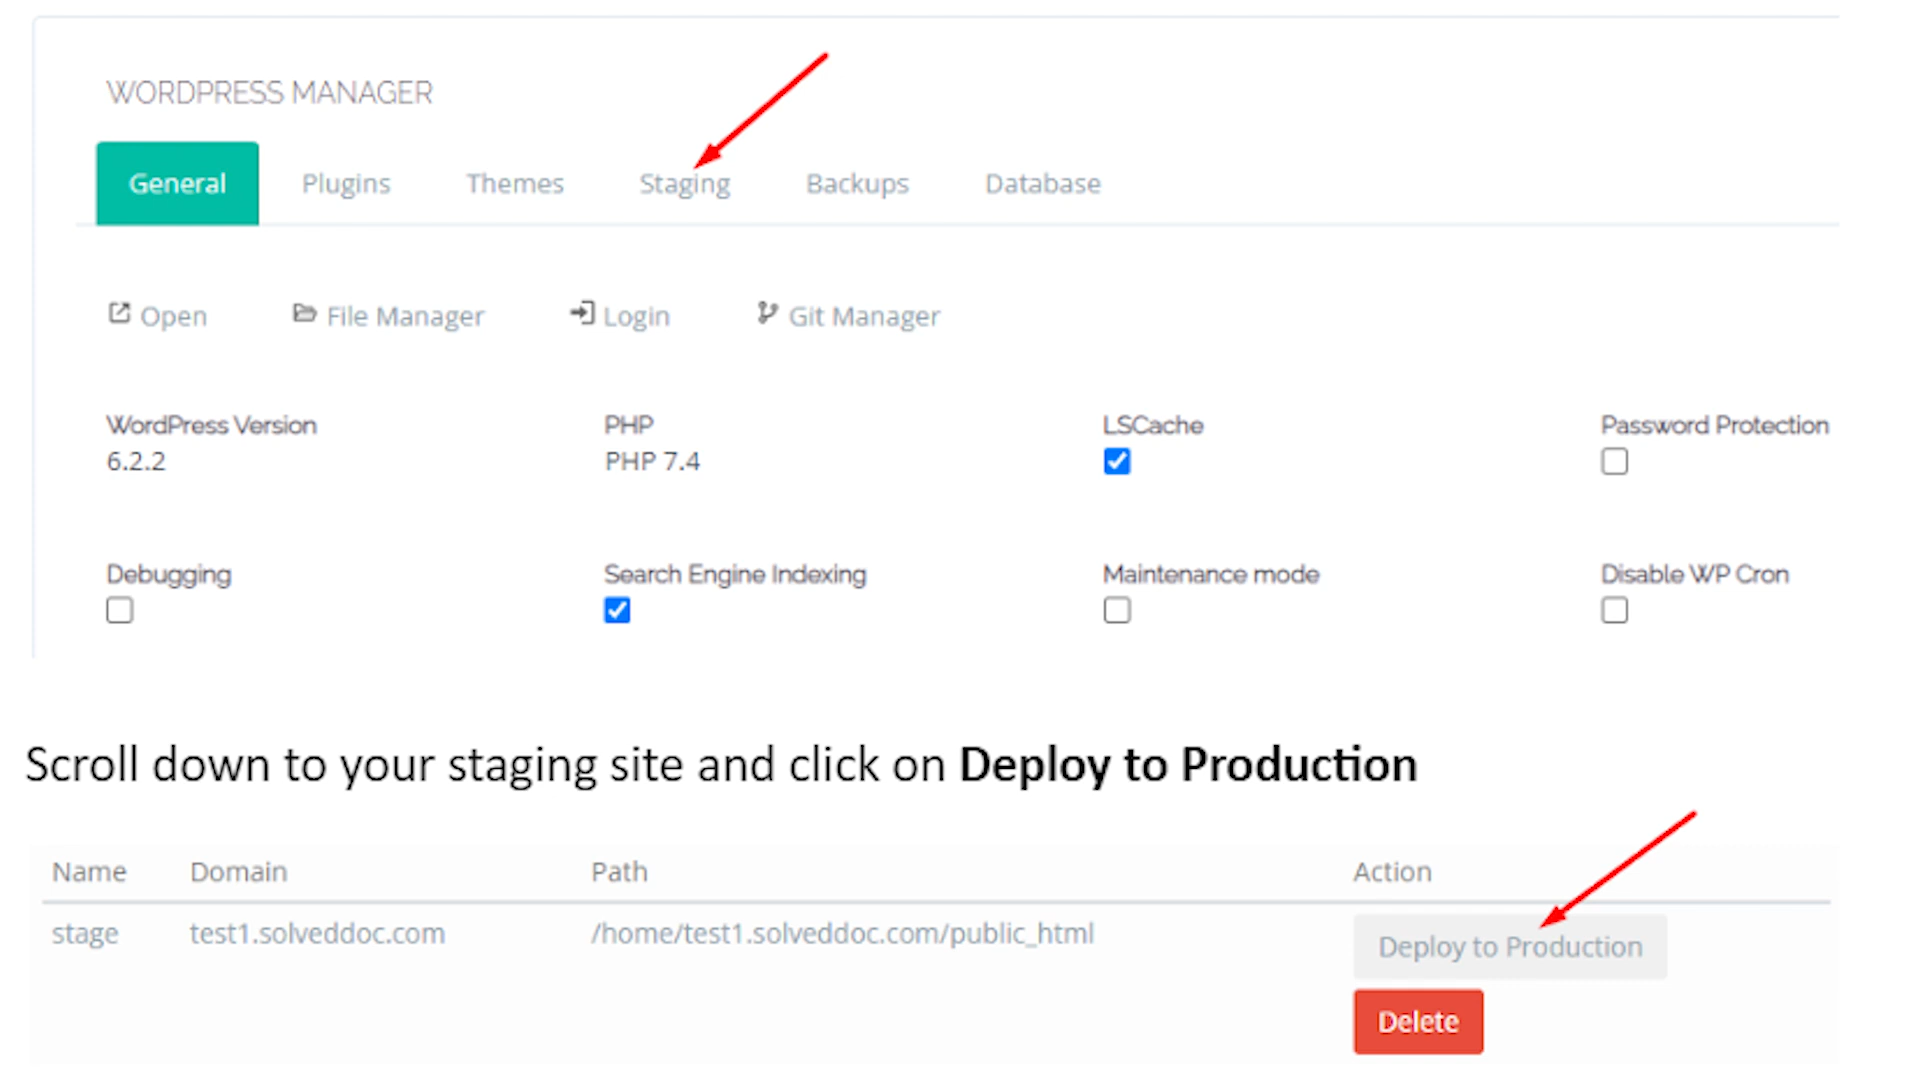 WORDPRESS MANAGER
General Plugins Themes Staging Backups Database
Open File Manager Login Git Manager
WordPress Version PHP LSCache Password Protection
6.2.2 PHP 7.4
Debugging Search Engine Indexing Maintenance mode Disable WP Cron
Scroll down to your staging site and click on Deploy to Production
Name Domain Path Action
stage test1.solveddoc.com /home/test1.solveddoc.com/public_html Deploy to Production
Delete